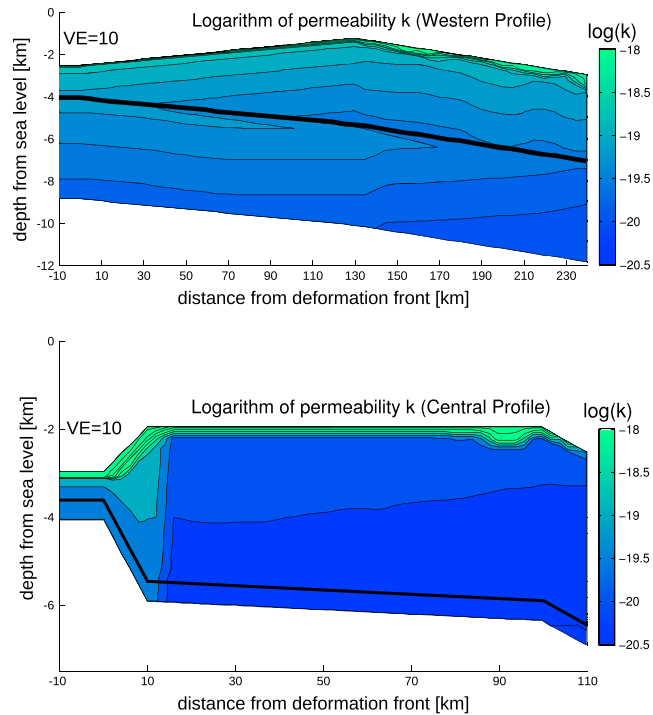 Logarithm of permeability k (Western Profile)
VE=10
log(k)
depth from sea level [km]
0
-2
-4
-6
-8
-10
-12
-10 10 30 50 70 90 110 130 150 170 190 210 230
distance from deformation front [km]
−18
−18.5
−19
−19.5
−20
−20.5
Logarithm of permeability k (Central Profile)
VE=10
log(k)
depth from sea level [km]
0
-2
-4
-6
-10 10 30 50 70 90 110
distance from deformation front [km]
−18
−18.5
−19
−19.5
−20
−20.5